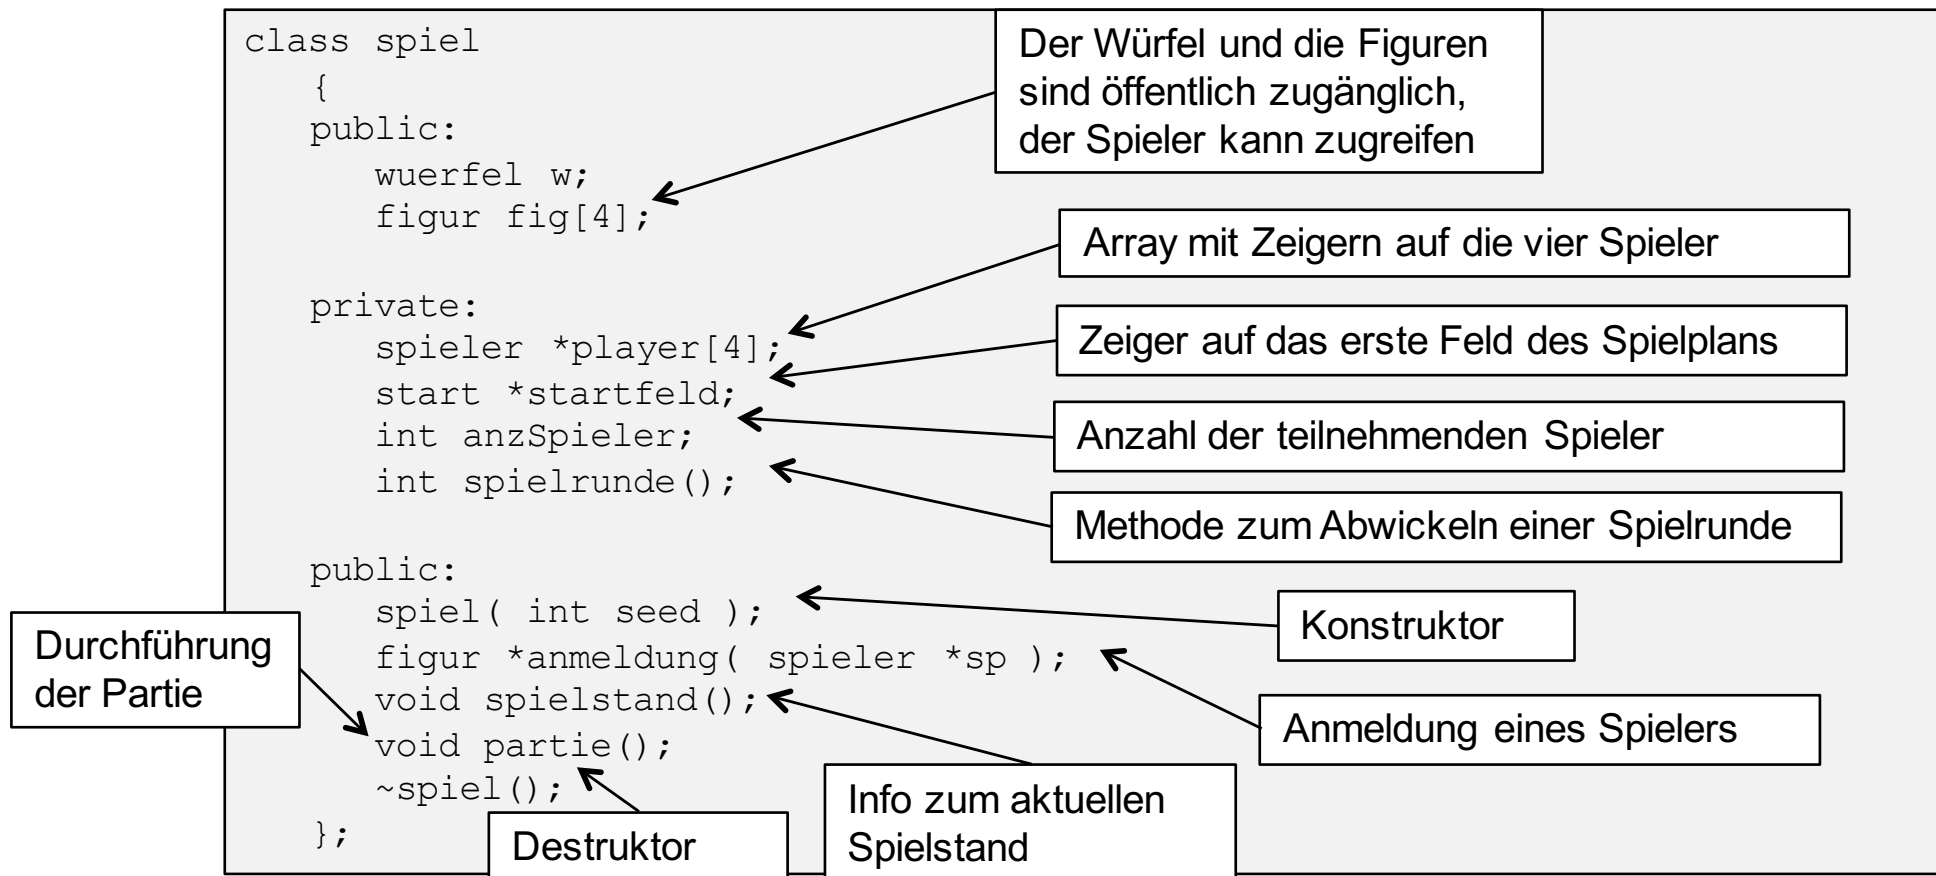 class spiel
{
public:
wuerfel w;
figur fig[4];
private:
spieler *player[4];
start *startfeld;
int anzSpieler;
int spielrunde();
public:
spiel( int seed );
figur *anmeldung( spieler *sp );
void spielstand();
void partie();
~spiel();
};
Der Würfel und die Figuren
sind öffentlich zugänglich,
der Spieler kann zugreifen
Array mit Zeigern auf die vier Spieler
Zeiger auf das erste Feld des Spielplans
Anzahl der teilnehmenden Spieler
Methode zum Abwickeln einer Spielrunde
Konstruktor
Anmeldung eines Spielers
Durchführung
der Partie
Info zum aktuellen
Spielstand
Destruktor